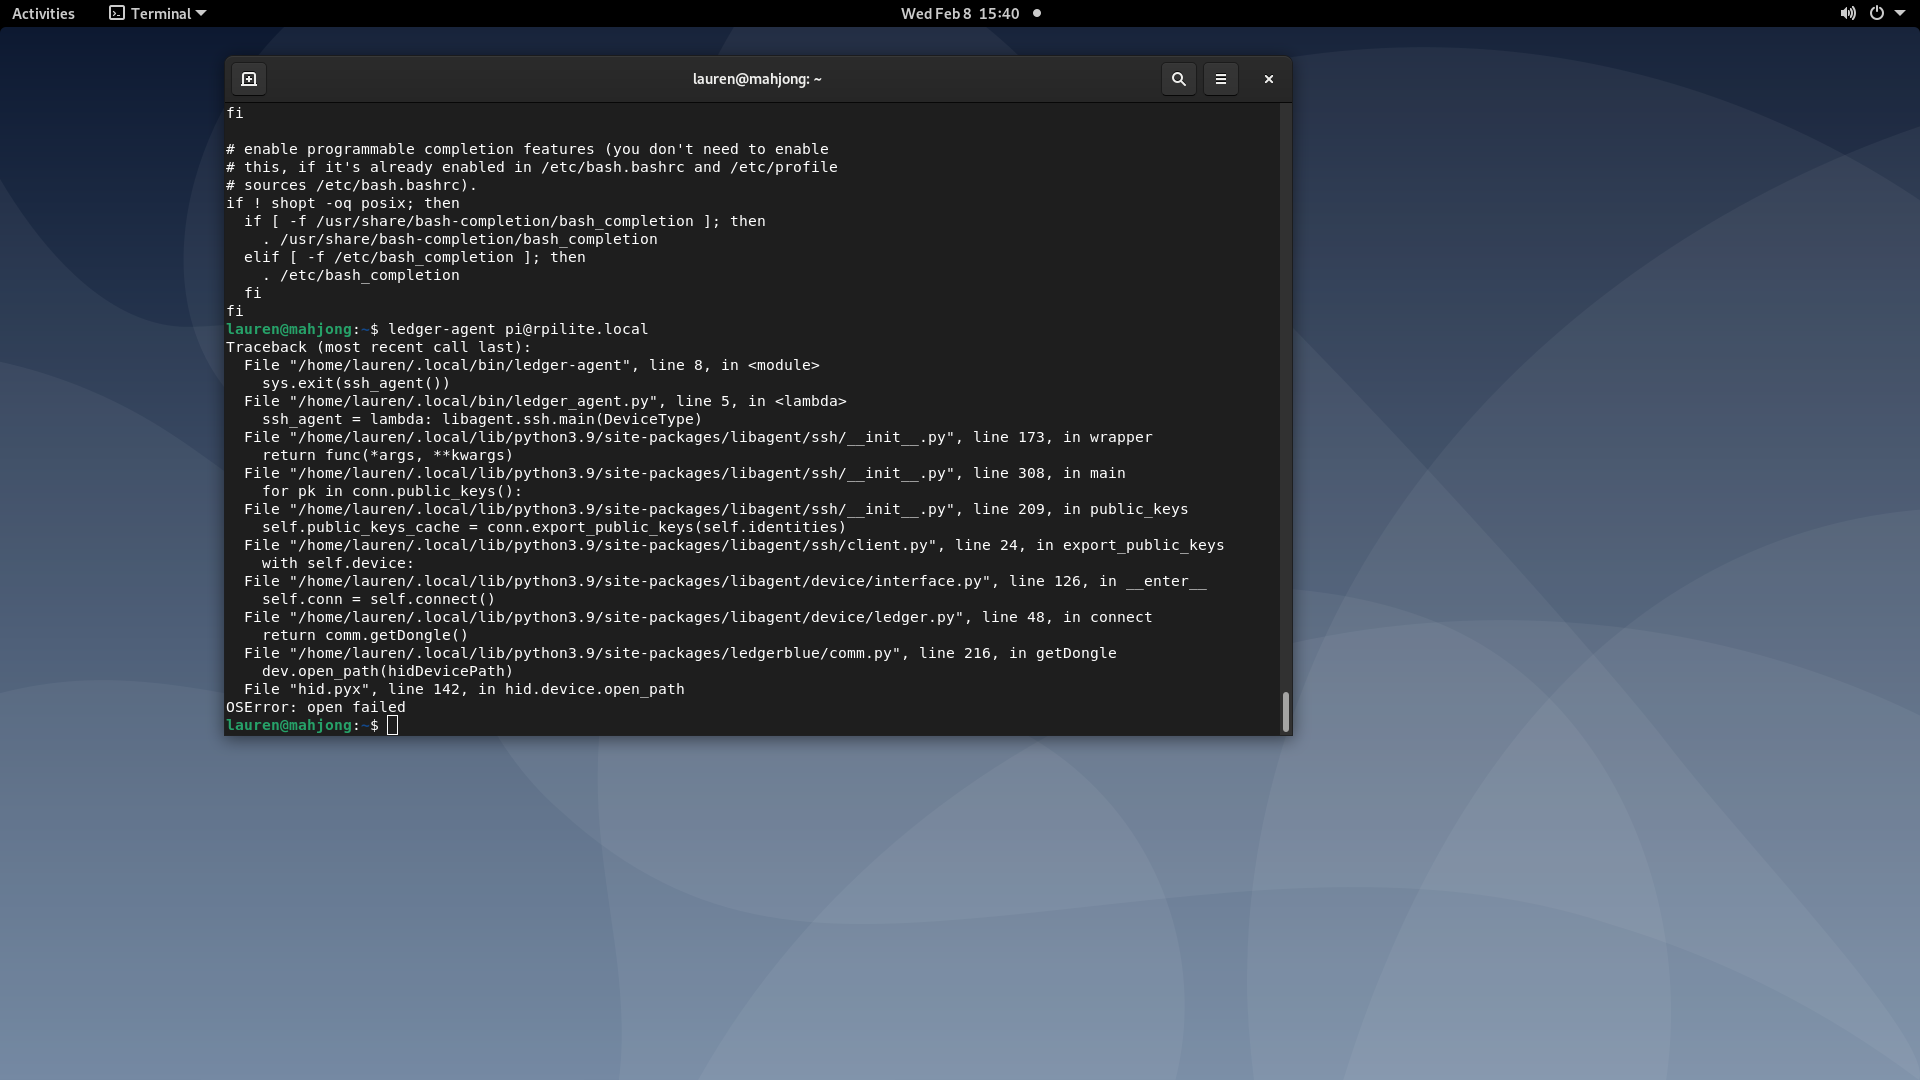 Activities
Terminal
Wed Feb 8 15:40
lauren@mahjong: ~
fi
# enable programmable completion features (you don't need to enable
# this, if it's already enabled in /etc/bash.bashrc and /etc/profile
# sources /etc/bash.bashrc).
if ! shopt -oq posix; then
  if [ -f /usr/share/bash-completion/bash_completion ]; then
    . /usr/share/bash-completion/bash_completion
  elif [ -f /etc/bash_completion ]; then
    . /etc/bash_completion
  fi
fi
lauren@mahjong:~$ ledger-agent pi@rpilite.local
Traceback (most recent call last):
  File "/home/lauren/.local/bin/ledger-agent", line 8, in <module>
    sys.exit(ssh_agent())
  File "/home/lauren/.local/bin/ledger_agent.py", line 5, in <lambda>
    ssh_agent = lambda: libagent.ssh.main(DeviceType)
  File "/home/lauren/.local/lib/python3.9/site-packages/libagent/ssh/__init__.py", line 173, in wrapper
    return func(*args, **kwargs)
  File "/home/lauren/.local/lib/python3.9/site-packages/libagent/ssh/__init__.py", line 308, in main
    for pk in conn.public_keys():
  File "/home/lauren/.local/lib/python3.9/site-packages/libagent/ssh/__init__.py", line 209, in public_keys
    self.public_keys_cache = conn.export_public_keys(self.identities)
  File "/home/lauren/.local/lib/python3.9/site-packages/libagent/ssh/client.py", line 24, in export_public_keys
    with self.device:
  File "/home/lauren/.local/lib/python3.9/site-packages/libagent/device/interface.py", line 126, in __enter__
    self.conn = self.connect()
  File "/home/lauren/.local/lib/python3.9/site-packages/libagent/device/ledger.py", line 48, in connect
    return comm.getDongle()
  File "/home/lauren/.local/lib/python3.9/site-packages/ledgerblue/comm.py", line 216, in getDongle
    dev.open_path(hidDevicePath)
  File "hid.pyx", line 142, in hid.device.open_path
OSError: open failed
lauren@mahjong:~$